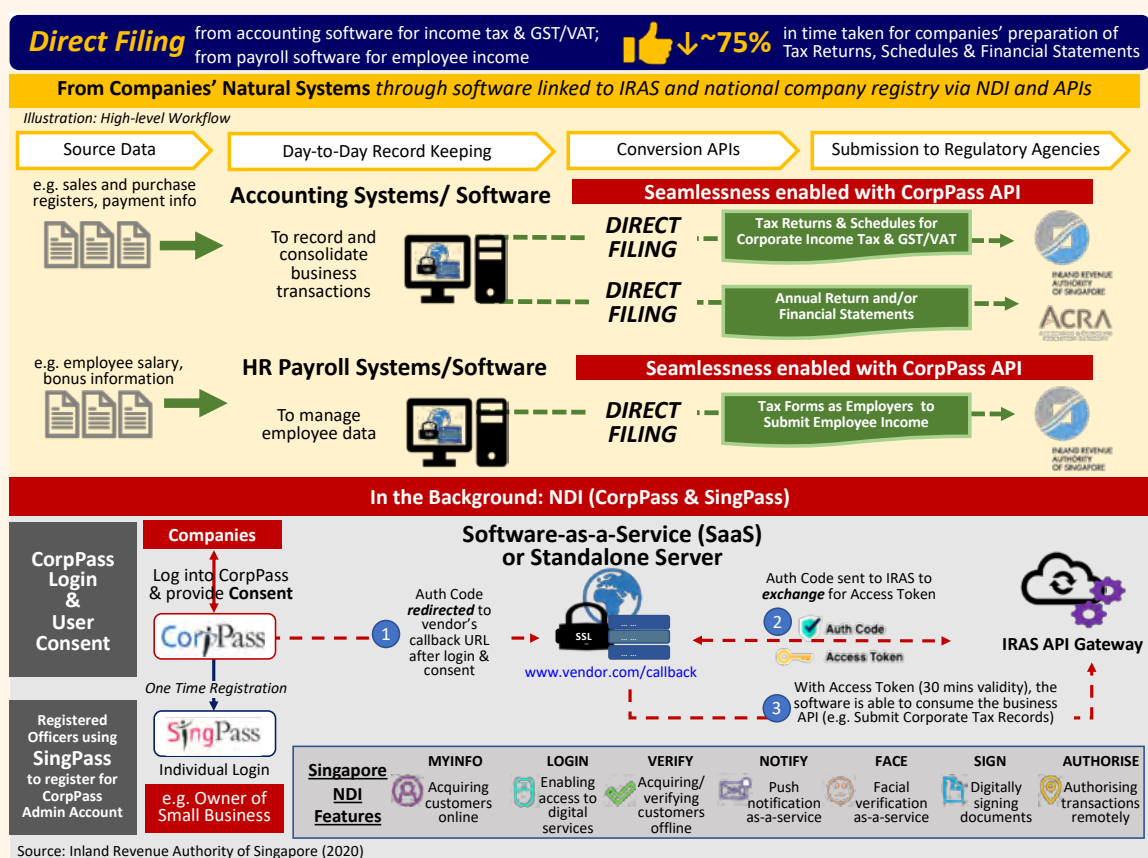 Direct Filing
from accounting software for income tax & GST/VAT;
from payroll software for employee income
↓~75%
in time taken for companies' preparation of
Tax Returns, Schedules & Financial Statements
From Companies' Natural Systems through software linked to IRAS and national company registry via NDI and APIs
Illustration: High-level Workflow
Source Data
Day-to-Day Record Keeping
Conversion APIs
Submission to Regulatory Agencies
e.g. sales and purchase
registers, payment info
Accounting Systems/ Software
To record and
consolidate
business
transactions
Seamlessness enabled with CorpPass API
DIRECT
FILING
Tax Returns & Schedules for
Corporate Income Tax & GST/VAT
INLAND REVENUE
AUTHORITY
OF SINGAPORE
DIRECT
FILING
Annual Return and/or
Financial Statements
ACRA
e.g. employee salary,
bonus information
HR Payroll Systems/Software
To manage
employee data
Seamlessness enabled with CorpPass API
DIRECT
FILING
Tax Forms as Employers to
Submit Employee Income
INLAND REVENUE
AUTHORITY
OF SINGAPORE
In the Background: NDI (CorpPass & SingPass)
CorpPass
Login
&
User
Consent
Companies
Log into CorpPass
& provide Consent
CorpPass
One Time Registration
Registered
Officers using
SingPass
to register for
CorpPass
Admin Account
SingPass
Individual Login
e.g. Owner of
Small Business
Software-as-a-Service (SaaS)
or Standalone Server
1
Auth Code
redirected to
vendor's
callback URL
after login &
consent
SSL
... ...
... ...
... ...
www.vendor.com/callback
Auth Code sent to IRAS to
exchange for Access Token
2
Auth Code
Access Token
IRAS API Gateway
3
With Access Token (30 mins validity), the
software is able to consume the business
API (e.g. Submit Corporate Tax Records)
Singapore
NDI
Features
MYINFO
Acquiring
customers
online
LOGIN
Enabling
access to
digital
services
VERIFY
Acquiring/
verifying
customers
offline
NOTIFY
Push
notification
as-a-service
FACE
Facial
verification
as-a-service
SIGN
Digitally
signing
documents
AUTHORISE
Authorising
transactions
remotely
Source: Inland Revenue Authority of Singapore (2020)